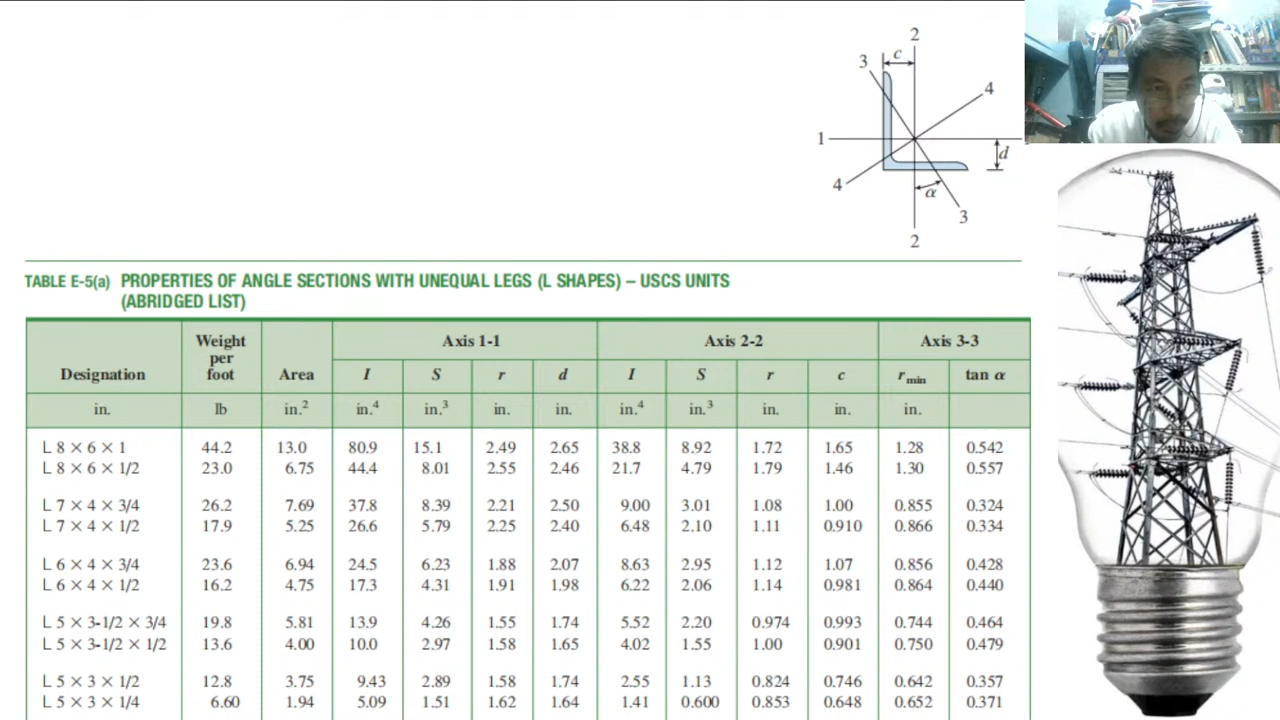 2
3
c
4
1
d
4
α
3
2
TABLE E-5(a) PROPERTIES OF ANGLE SECTIONS WITH UNEQUAL LEGS (L SHAPES) – USCS UNITS
(ABRIDGED LIST)
Designation Weight per foot Area Axis 1-1 Axis 2-2 Axis 3-3
I S r d I S r c r min tan α
in. lb in.² in.⁴ in.³ in. in. in.⁴ in.³ in. in. in.
L 8 × 6 × 1 44.2 13.0 80.9 15.1 2.49 2.65 38.8 8.92 1.72 1.65 1.28 0.542
L 8 × 6 × 1/2 23.0 6.75 44.4 8.01 2.55 2.46 21.7 4.79 1.79 1.46 1.30 0.557
L 7 × 4 × 3/4 26.2 7.69 37.8 8.39 2.21 2.50 9.00 3.01 1.08 1.00 0.855 0.324
L 7 × 4 × 1/2 17.9 5.25 26.6 5.79 2.25 2.40 6.48 2.10 1.11 0.910 0.866 0.334
L 6 × 4 × 3/4 23.6 6.94 24.5 6.23 1.88 2.07 8.63 2.95 1.12 1.07 0.856 0.428
L 6 × 4 × 1/2 16.2 4.75 17.3 4.31 1.91 1.98 6.22 2.06 1.14 0.981 0.864 0.440
L 5 × 3-1/2 × 3/4 19.8 5.81 13.9 4.26 1.55 1.74 5.52 2.20 0.974 0.993 0.744 0.464
L 5 × 3-1/2 × 1/2 13.6 4.00 10.0 2.97 1.58 1.65 4.02 1.55 1.00 0.901 0.750 0.479
L 5 × 3 × 1/2 12.8 3.75 9.43 2.89 1.58 1.74 2.55 1.13 0.824 0.746 0.642 0.357
L 5 × 3 × 1/4 6.60 1.94 5.09 1.51 1.62 1.64 1.41 0.600 0.853 0.648 0.652 0.371